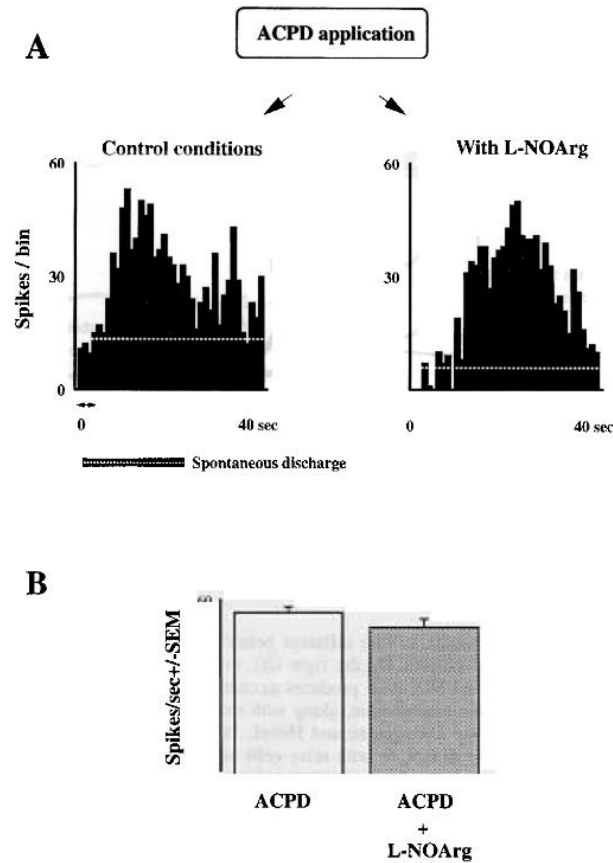 ACPD application
A
Control conditions
With L-NOArg
60
30
0
Spikes / bin
0
40 sec
60
30
0
40 sec
Spontaneous discharge
B
60
Spikes/sec+/-SEM
ACPD
ACPD
+
L-NOArg